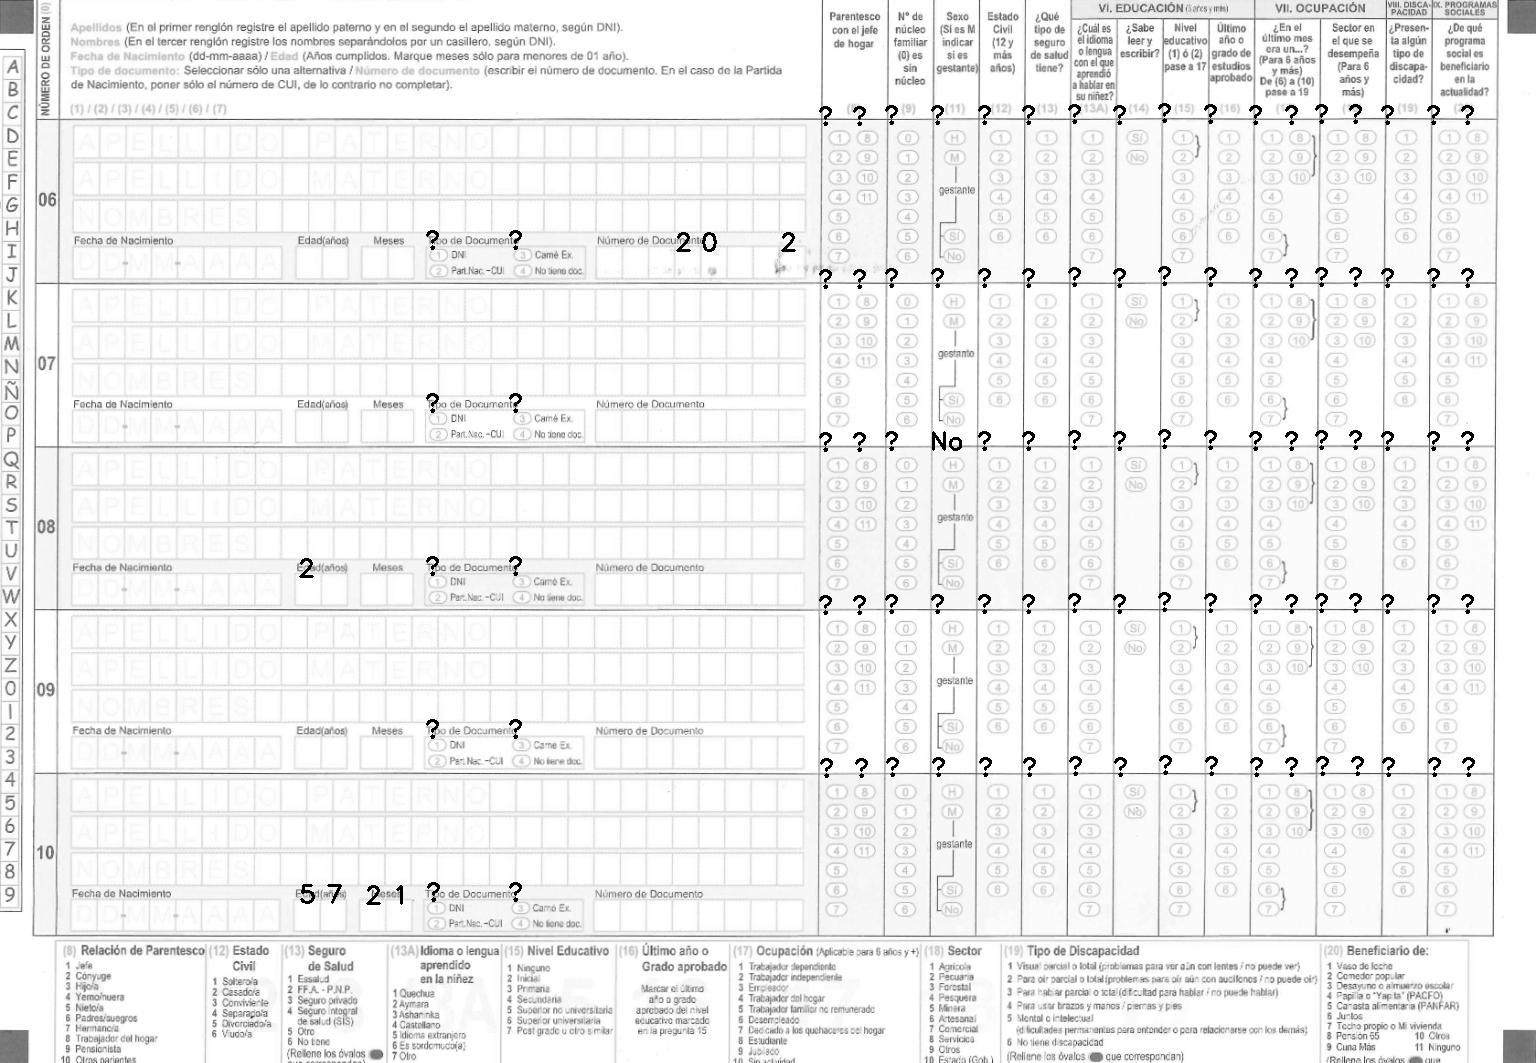 NÚMERO DE ORDEN (0)
Apellidos (En el primer renglón registre el apellido paterno y en el segundo el apellido materno, según DNI).
Nombres (En el tercer renglón registre los nombres separándolos por un casillero, según DNI).
Fecha de Nacimiento (dd-mm-aaaa) / Edad (Años cumplidos. Marque meses sólo para menores de 01 año).
Tipo de documento: Seleccionar sólo una alternativa / Número de documento (escribir el número de documento. En el caso de la Partida
de Nacimiento, poner sólo el número de CUI, de lo contrario no completar).
(1) / (2) / (3) / (4) / (5) / (6) / (7)
Parentesco con el jefe de hogar
N° de núcleo familiar (0) es sin núcleo
Sexo (Si es M indicar si es gestante)
Estado Civil (12 y más años)
¿Qué tipo de seguro de salud tiene?
VI. EDUCACIÓN (3 años y más)
¿Cuál es el idioma o lengua con el que aprendió a hablar en su niñez?
¿Sabe leer y escribir?
Nivel educativo (1) ó (2) pase a 17
Último año o grado de estudios aprobado
VII. OCUPACIÓN
¿En el último mes era un...? (Para 6 años y más) De (6) a (10) pase a 19
Sector en el que se desempeña (Para 6 años y más)
VIII. DISCAPACIDAD
¿Presenta algún tipo de discapacidad?
IX. PROGRAMAS SOCIALES
¿De qué programa social es beneficiario en la actualidad?
(9) (11) (12) (13) (13A) (14) (15) (16) (19)
A B C D E F G H I J K L M N Ñ O P Q R S T U V W X Y Z 0 1 2 3 4 5 6 7 8 9
06
APELLIDO PATERNO
APELLIDO MATERNO
NOMBRES
Fecha de Nacimiento Edad(años) Meses Tipo de Documento Número de Documento
? ? 2 0 2
1 DNI 3 Carné Ex.
2 Part.Nac.-CUI 4 No tiene doc.
H M gestante Sí No
07
APELLIDO PATERNO
APELLIDO MATERNO
NOMBRES
Fecha de Nacimiento Edad(años) Meses Tipo de Documento Número de Documento
? ?
1 DNI 3 Carné Ex.
2 Part.Nac.-CUI 4 No tiene doc.
H M gestante Sí No
No
08
APELLIDO PATERNO
APELLIDO MATERNO
NOMBRES
Fecha de Nacimiento Edad(años) Meses Tipo de Documento Número de Documento
2 ? ?
1 DNI 3 Carné Ex.
2 Part.Nac.-CUI 4 No tiene doc.
H M gestante Sí No
09
APELLIDO PATERNO
APELLIDO MATERNO
NOMBRES
Fecha de Nacimiento Edad(años) Meses Tipo de Documento Número de Documento
? ?
1 DNI 3 Carné Ex.
2 Part.Nac.-CUI 4 No tiene doc.
H M gestante Sí No
10
APELLIDO PATERNO
APELLIDO MATERNO
NOMBRES
Fecha de Nacimiento Edad(años) Meses Tipo de Documento Número de Documento
57 21 ? ?
1 DNI 3 Carné Ex.
2 Part.Nac.-CUI 4 No tiene doc.
H M gestante Sí No
(8) Relación de Parentesco
1 Jefe
2 Cónyuge
3 Hijo/a
4 Yerno/nuera
5 Nieto/a
6 Padres/suegros
7 Hermano/a
8 Trabajador del hogar
9 Pensionista
10 Otros parientes
(12) Estado Civil
1 Soltero/a
2 Casado/a
3 Conviviente
4 Separado/a
5 Divorciado/a
6 Viudo/a
(13) Seguro de Salud
1 Essalud
2 FF.A. - P.N.P.
3 Seguro privado
4 Seguro integral de salud (SIS)
5 Otro
6 No tiene
(Rellene los óvalos
(13A) Idioma o lengua aprendido en la niñez
1 Quechua
2 Aymara
3 Ashaninka
4 Castellano
5 Idioma extranjero
6 Es sordomudo(a)
7 Otro
(15) Nivel Educativo
1 Ninguno
2 Inicial
3 Primaria
4 Secundaria
5 Superior no universitaria
6 Superior universitaria
7 Post grado u otro similar
(16) Último año o Grado aprobado
Marcar el último año o grado aprobado del nivel educativo marcado en la pregunta 15
(17) Ocupación (Aplicable para 6 años y +)
1 Trabajador dependiente
2 Trabajador independiente
3 Empleador
4 Trabajador del hogar
5 Trabajador familiar no remunerado
6 Desempleado
7 Dedicado a los quehaceres del hogar
8 Estudiante
9 Jubilado
10 Sin actividad
(18) Sector
1 Agrícola
2 Pecuaria
3 Forestal
4 Pesquera
5 Minera
6 Artesanal
7 Comercial
8 Servicios
9 Otros
10 Estado (Gob.)
(19) Tipo de Discapacidad
1 Visual parcial o total (problemas para ver aún con lentes / no puede ver)
2 Para oír parcial o total (problemas para oír aún con audífonos / no puede oír)
3 Para hablar parcial o total (dificultad para hablar / no puede hablar)
4 Para usar brazos y manos / piernas y pies
5 Mental o intelectual
(dificultades permanentes para entender o para relacionarse con los demás)
6 No tiene discapacidad
(Rellene los óvalos que correspondan)
(20) Beneficiario de:
1 Vaso de leche
2 Comedor popular
3 Desayuno o almuerzo escolar
4 Papilla o "Yapita" (PACFO)
5 Canasta alimentaria (PANFAR)
6 Juntos
7 Techo propio o Mi vivienda
8 Pensión 65
9 Cuna Más
10 Otros
11 Ninguno
(Rellene los óvalos que